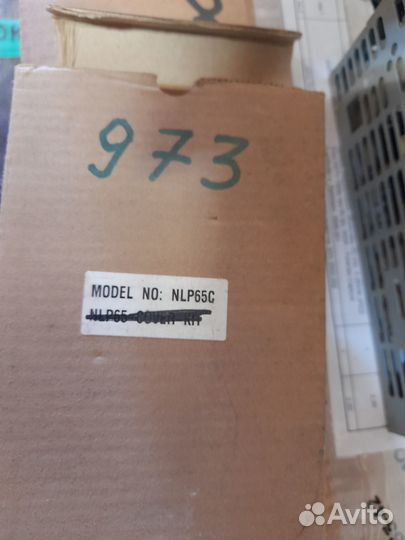 973
MODEL NO: NLP65C
NLP65 COVER KIT
Avito